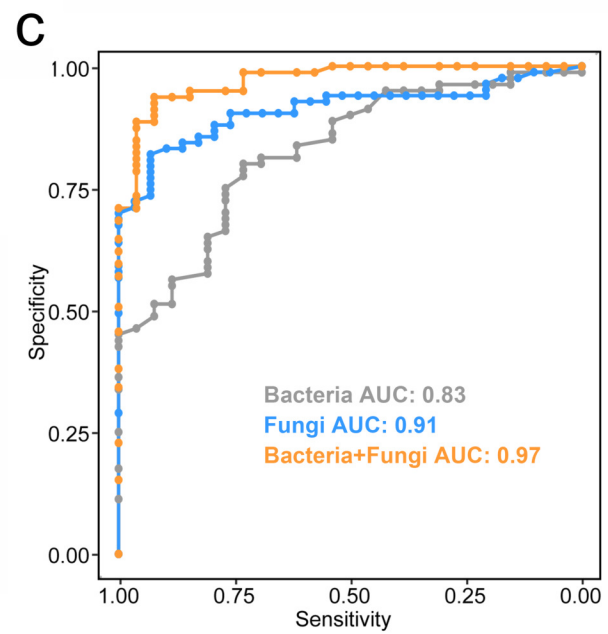 C
1.00
0.75
0.50
0.25
0.00
Specificity
Bacteria AUC: 0.83
Fungi AUC: 0.91
Bacteria+Fungi AUC: 0.97
1.00 0.75 0.50 0.25 0.00
Sensitivity